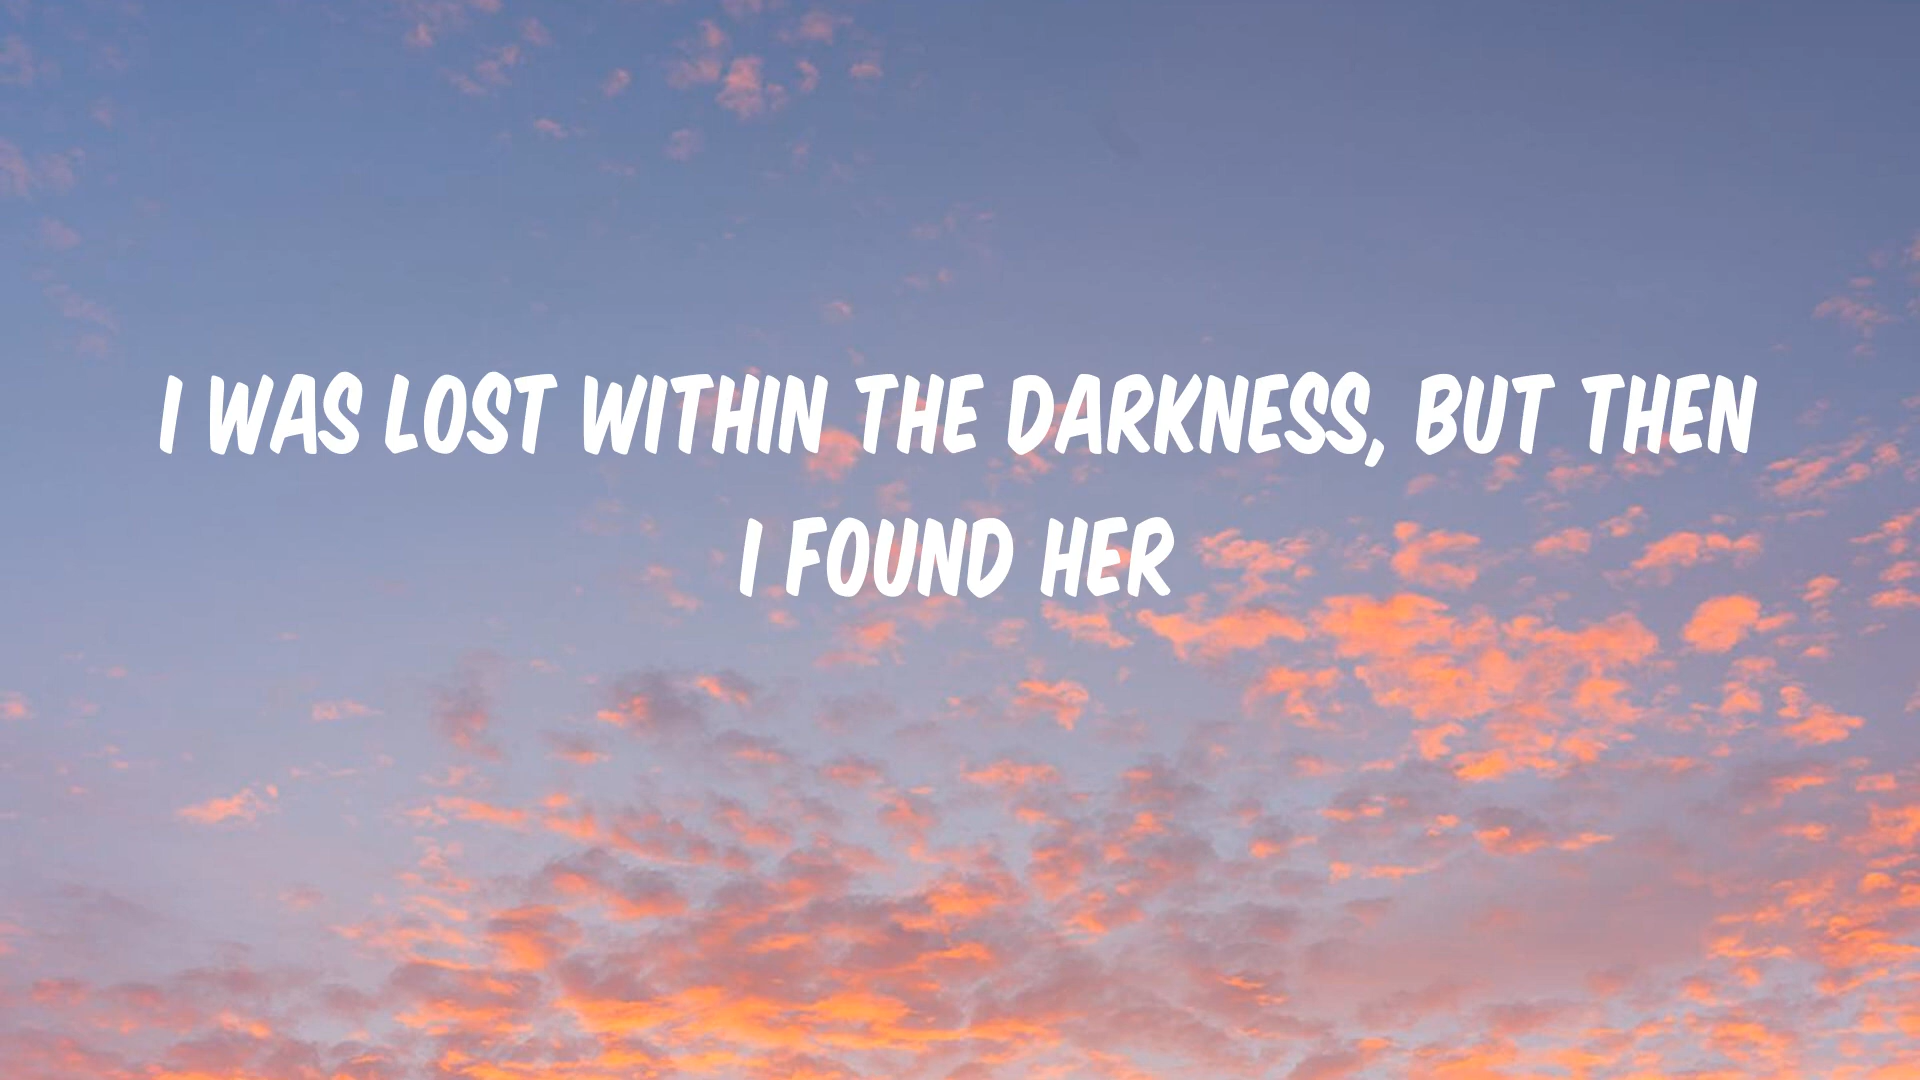 I WAS LOST WITHIN THE DARKNESS, BUT THEN
I FOUND HER